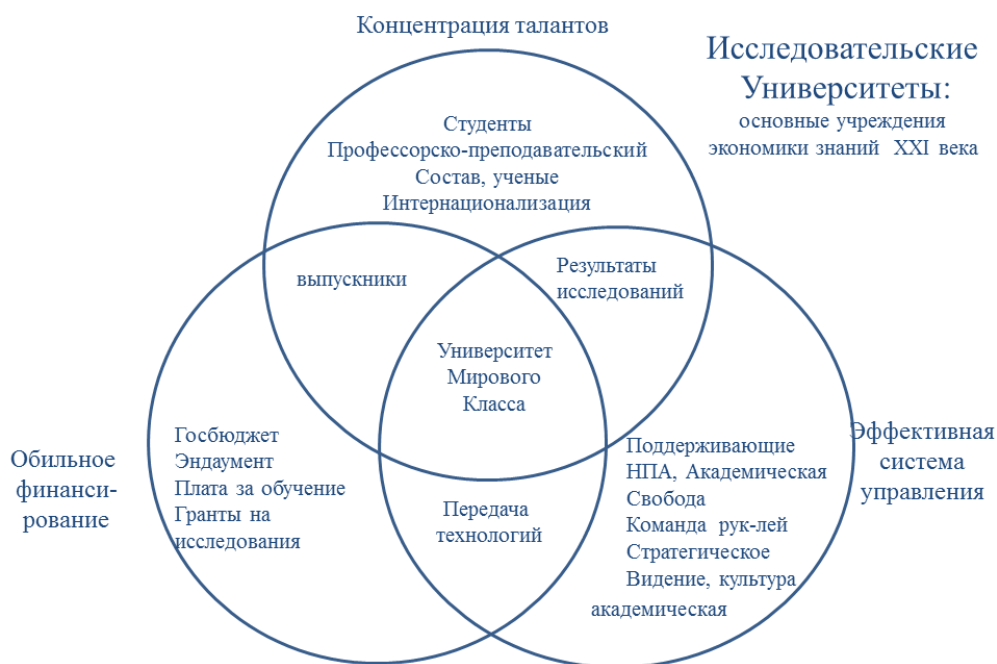 Концентрация талантов
Исследовательские
Университеты:
основные учреждения
экономики знаний XXI века
Студенты
Профессорско-преподавательский
Состав, ученые
Интернационализация
выпускники
Результаты
исследований
Университет
Мирового
Класса
Обильное
финанси-
рование
Госбюджет
Эндаумент
Плата за обучение
Гранты на
исследования
Передача
технологий
Поддерживающие
НПА, Академическая
Свобода
Команда рук-лей
Стратегическое
Видение, культура
академическая
Эффективная
система
управления